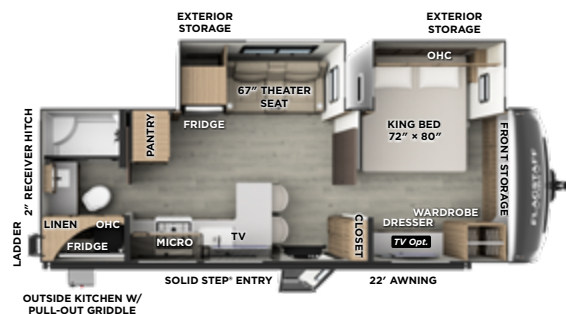 EXTERIOR
STORAGE
EXTERIOR
STORAGE
OHC
67" THEATER
SEAT
FRIDGE
PANTRY
KING BED
72" × 80"
FRONT STORAGE
FLAGSTAFF
2" RECEIVER HITCH
LADDER
LINEN
OHC
FRIDGE
MICRO
TV
CLOSET
WARDROBE
DRESSER
TV Opt.
SOLID STEP® ENTRY
22' AWNING
OUTSIDE KITCHEN W/
PULL-OUT GRIDDLE